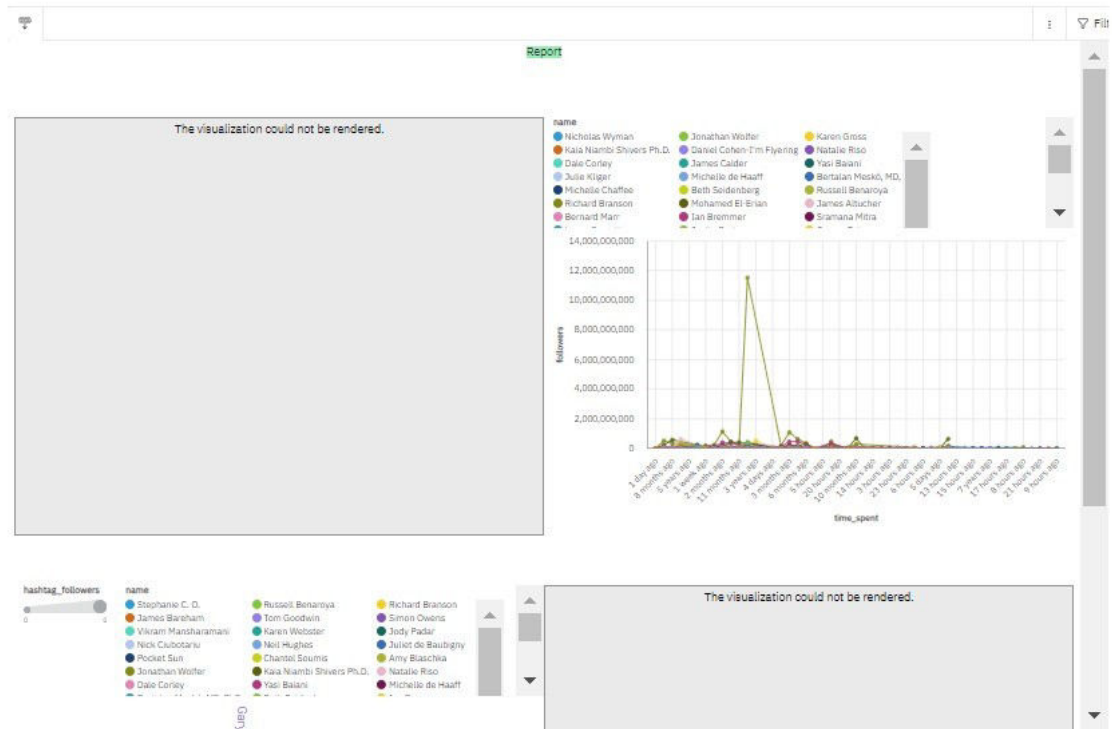 Filt
Report
The visualization could not be rendered.
name
Nicholas Wyman
Jonathan Wolfer
Karen Gross
Kaia Niambi Shivers Ph.D.
Daniel Cohen-I'm Flyering
Natalie Riso
Dale Corley
James Calder
Yasi Baiani
Julie Kliger
Michelle de Haaff
Bertalan Meskó, MD,
Michelle Chaffee
Beth Seidenberg
Russell Benaroya
Richard Branson
Mohamed El-Erian
James Altucher
Bernard Marr
Ian Bremmer
Sramana Mitra
14,000,000,000
12,000,000,000
10,000,000,000
8,000,000,000
6,000,000,000
4,000,000,000
2,000,000,000
0
followers
1 day ago
8 months ago
5 years ago
1 week ago
2 months ago
11 months ago
3 years ago
4 days ago
3 months ago
6 months ago
5 hours ago
20 hours ago
10 months ago
14 hours ago
3 hours ago
23 hours ago
6 hours ago
5 days ago
13 hours ago
15 hours ago
7 years ago
17 hours ago
8 hours ago
21 hours ago
9 hours ago
time_spent
hashtag_followers
0
0
name
Stephanie C. O.
Russell Benaroya
Richard Branson
James Bareham
Tom Goodwin
Simon Owens
Vikram Mansharamani
Karen Webster
Jody Padar
Nick Ciubotariu
Neil Hughes
Juliet de Baubigny
Pocket Sun
Chantel Soumis
Amy Blaschka
Jonathan Wolfer
Kaia Niambi Shivers Ph.D.
Natalie Riso
Dale Corley
Yasi Baiani
Michelle de Haaff
Gary
The visualization could not be rendered.